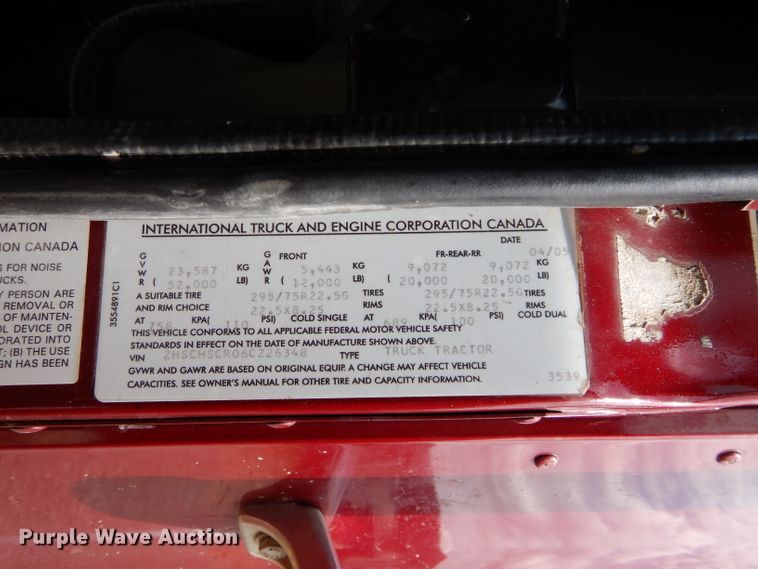 MATION
ION CANADA
S FOR NOISE
UCKS.
Y PERSON ARE
REMOVAL OR
OF MAINTEN-
OL DEVICE OR
ORATED INTO
T; (B) THE USE
GN HAS BEEN
3554891C1
INTERNATIONAL TRUCK AND ENGINE CORPORATION CANADA
DATE
GVWR 23,587 KG GAWR FRONT 5,443 KG FR-REAR-RR 9,072 9,072 KG 04/05
( 52,000 LB) ( 12,000 LB) ( 20,000 20,000 LB)
A SUITABLE TIRE 295/75R22.5G TIRES 295/75R22.5G TIRES
AND RIM CHOICE 22.5X8.25 RIMS 22.5X8.25 RIMS
AT 758 KPA( 110 PSI) COLD SINGLE AT 689 KPA( 100 PSI) COLD DUAL
THIS VEHICLE CONFORMS TO ALL APPLICABLE FEDERAL MOTOR VEHICLE SAFETY
STANDARDS IN EFFECT ON THE DATE OF MANUFACTURE SHOWN ABOVE.
VIN 2HSCHSCR06C226348 TYPE TRUCK TRACTOR
GVWR AND GAWR ARE BASED ON ORIGINAL EQUIP. A CHANGE MAY AFFECT VEHICLE
CAPACITIES. SEE OWNER'S MANUAL FOR OTHER TIRE AND CAPACITY INFORMATION. 3539
Purple Wave Auction